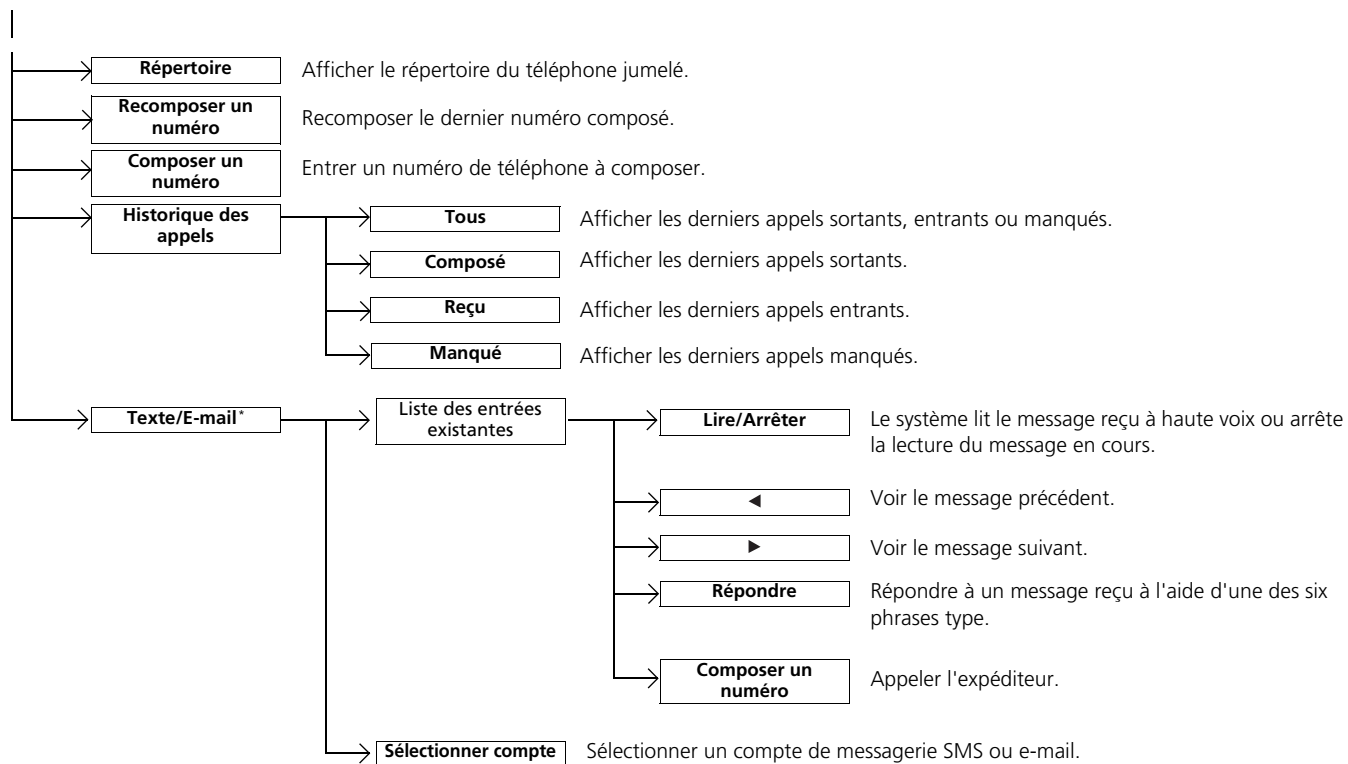 Répertoire
Afficher le répertoire du téléphone jumelé.
Recomposer un
numéro
Recomposer le dernier numéro composé.
Composer un
numéro
Entrer un numéro de téléphone à composer.
Historique des
appels
Tous
Afficher les derniers appels sortants, entrants ou manqués.
Composé
Afficher les derniers appels sortants.
Reçu
Afficher les derniers appels entrants.
Manqué
Afficher les derniers appels manqués.
Texte/E-mail*
Liste des entrées
existantes
Lire/Arrêter
Le système lit le message reçu à haute voix ou arrête
la lecture du message en cours.
◄
Voir le message précédent.
►
Voir le message suivant.
Répondre
Répondre à un message reçu à l'aide d'une des six
phrases type.
Composer un
numéro
Appeler l'expéditeur.
Sélectionner compte
Sélectionner un compte de messagerie SMS ou e-mail.